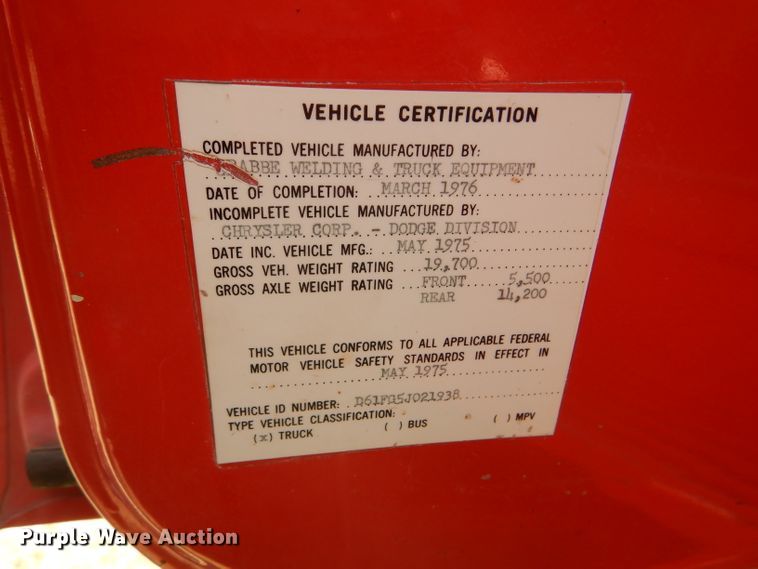 VEHICLE CERTIFICATION
COMPLETED VEHICLE MANUFACTURED BY:
WELDING & TRUCK EQUIPMENT
DATE OF COMPLETION: MARCH 1976
INCOMPLETE VEHICLE MANUFACTURED BY:
CHRYSLER CORP. - DODGE DIVISION
DATE INC. VEHICLE MFG.: MAY 1975
GROSS VEH. WEIGHT RATING 19,700
GROSS AXLE WEIGHT RATING FRONT 5,500
REAR 14,200
THIS VEHICLE CONFORMS TO ALL APPLICABLE FEDERAL
MOTOR VEHICLE SAFETY STANDARDS IN EFFECT IN
MAY 1975
VEHICLE ID NUMBER: D61FG5J021938
TYPE VEHICLE CLASSIFICATION:
(x) TRUCK ( ) BUS ( ) MPV
Purple Wave Auction